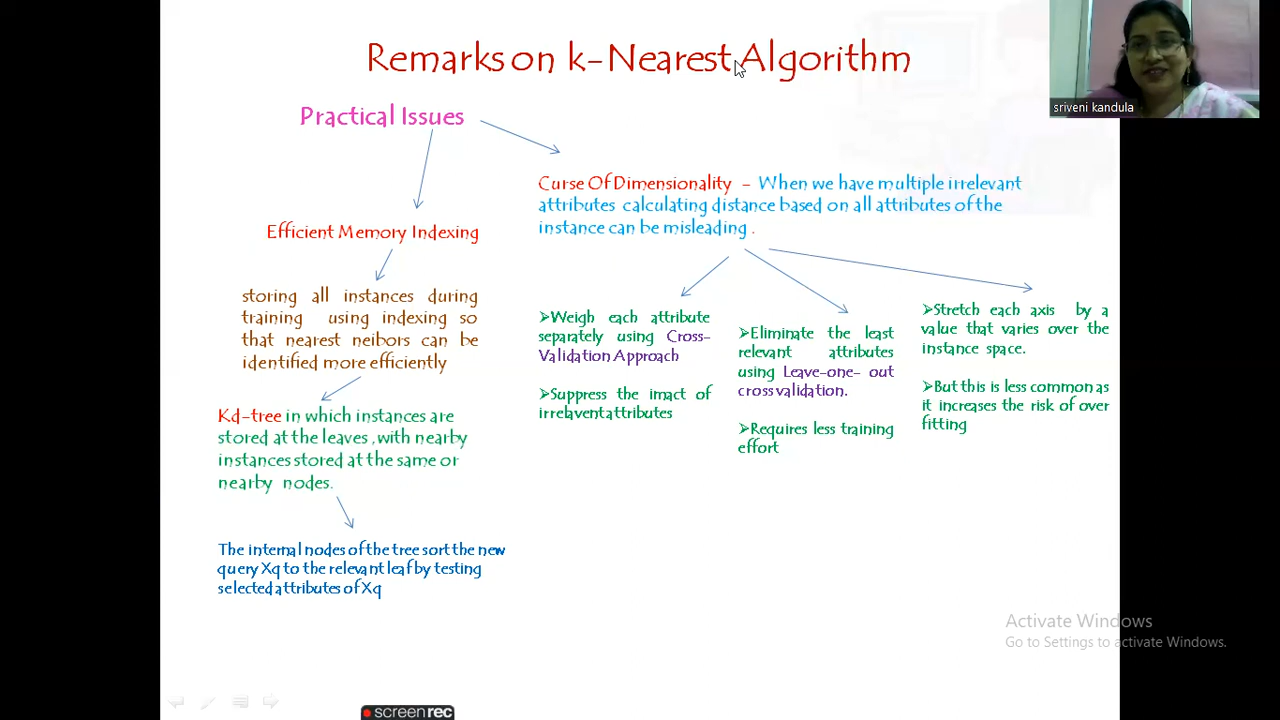 Remarks on k-Nearest Algorithm
sriveni kandula
Practical Issues
Efficient Memory Indexing
storing all instances during
training using indexing so
that nearest neibors can be
identified more efficiently
Kd-tree in which instances are
stored at the leaves ,with nearby
instances stored at the same or
nearby nodes.
The internal nodes of the tree sort the new
query Xq to the relevant leaf by testing
selected attributes of Xq
Curse Of Dimensionality - When we have multiple irrelevant
attributes calculating distance based on all attributes of the
instance can be misleading .
➢Weigh each attribute
separately using Cross-
Validation Approach
➢Suppress the imact of
irrelavent attributes
➢Eliminate the least
relevant attributes
using Leave-one- out
cross validation.
➢Requires less training
effort
➢Stretch each axis by a
value that varies over the
instance space.
➢But this is less common as
it increases the risk of over
fitting
Activate Windows
Go to Settings to activate Windows.
screenrec